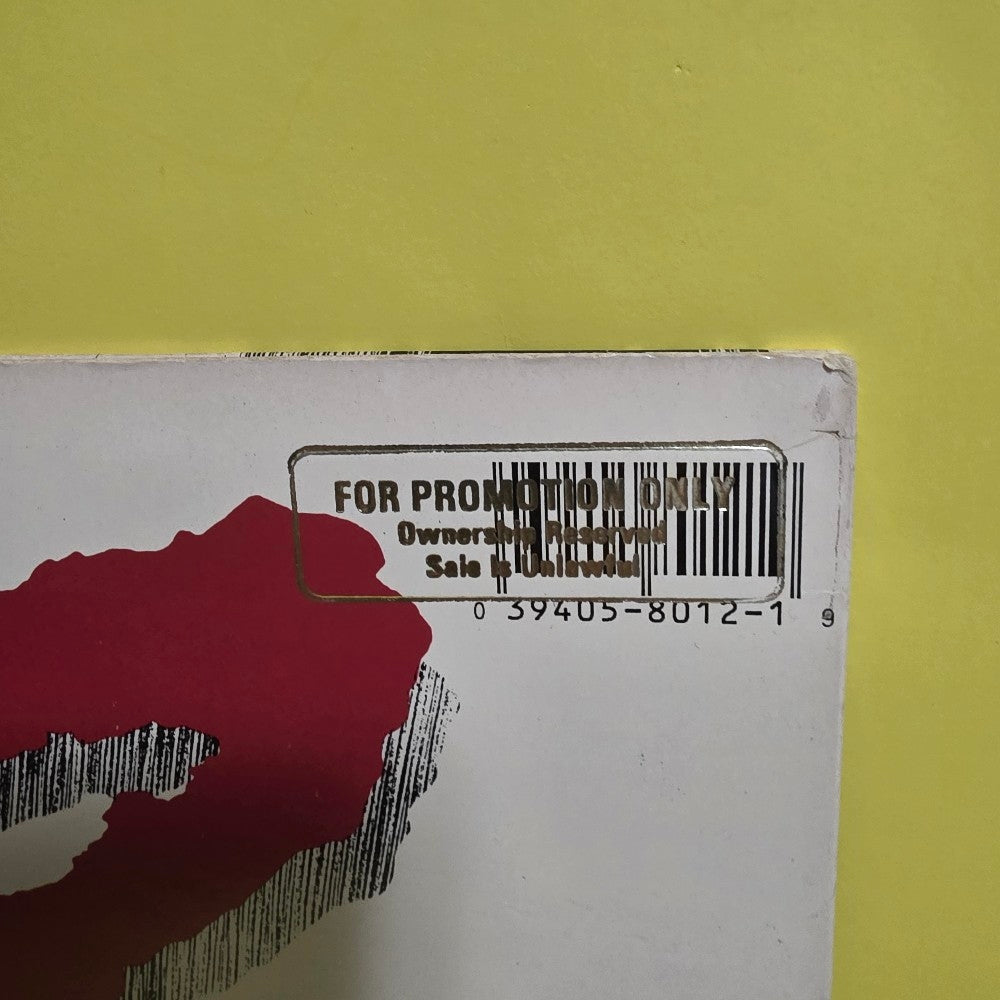 FOR PROMOTION ONLY
Ownership Reserved
Sale Is Unlawful
0 39405-8012-1 9